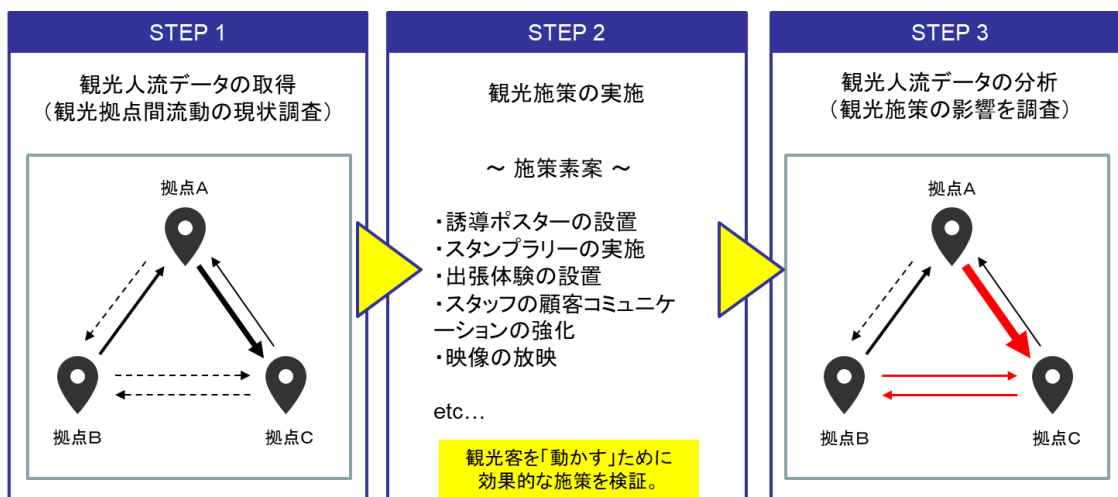 STEP 1
観光人流データの取得
（観光拠点間流動の現状調査）
拠点A
拠点B
拠点C
STEP 2
観光施策の実施
～ 施策素案 ～
・誘導ポスターの設置
・スタンプラリーの実施
・出張体験の設置
・スタッフの顧客コミュニケ
ーションの強化
・映像の放映
etc…
観光客を「動かす」ために
効果的な施策を検証。
STEP 3
観光人流データの分析
（観光施策の影響を調査）
拠点A
拠点B
拠点C